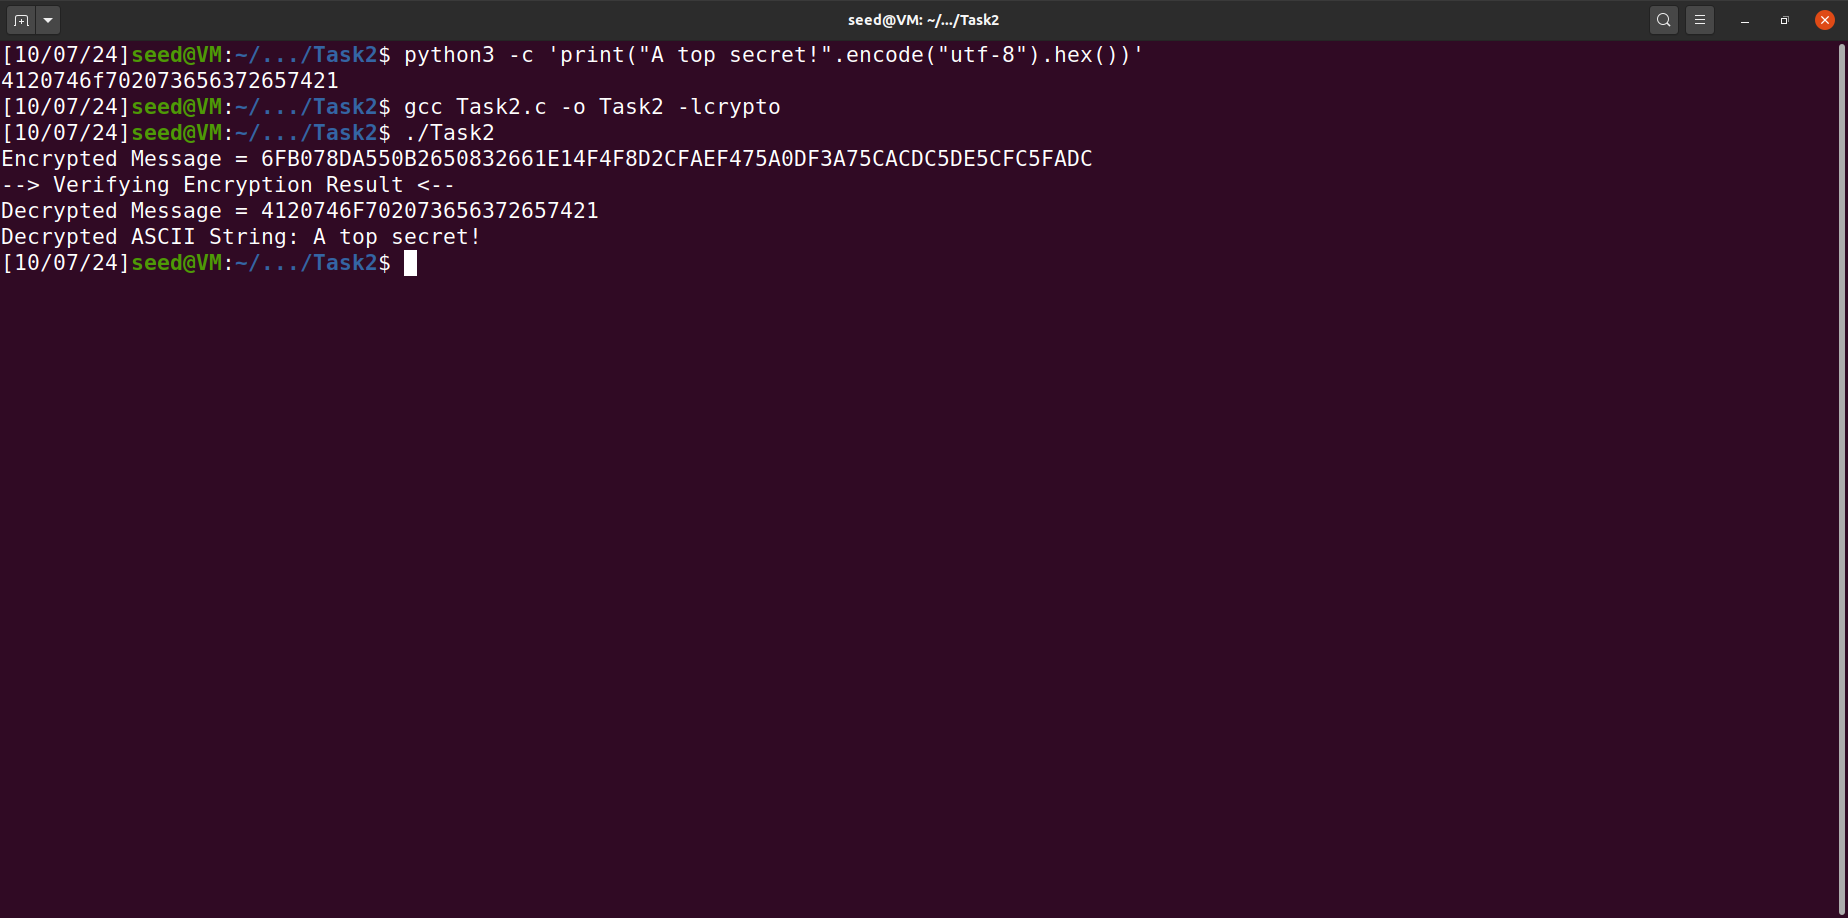 seed@VM: ~/.../Task2
[10/07/24]seed@VM:~/.../Task2$ python3 -c 'print("A top secret!".encode("utf-8").hex())'
4120746f702073656372657421
[10/07/24]seed@VM:~/.../Task2$ gcc Task2.c -o Task2 -lcrypto
[10/07/24]seed@VM:~/.../Task2$ ./Task2
Encrypted Message = 6FB078DA550B2650832661E14F4F8D2CFAEF475A0DF3A75CACDC5DE5CFC5FADC
--> Verifying Encryption Result <--
Decrypted Message = 4120746F702073656372657421
Decrypted ASCII String: A top secret!
[10/07/24]seed@VM:~/.../Task2$